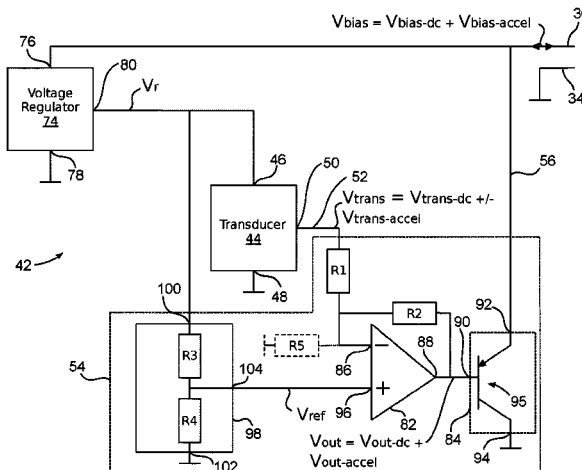 Vbias = Vbias-dc + Vbias-accel
76
80
Voltage
Regulator
74
Vr
34
78
46
50
52
56
Transducer
44
Vtrans = Vtrans-dc +/-
Vtrans-accel
42
48
R1
100
R2
92
R3
R5
88
90
54
86
104
95
96
R4
98
Vref
82
84
94
102
Vout = Vout-dc +
Vout-accel